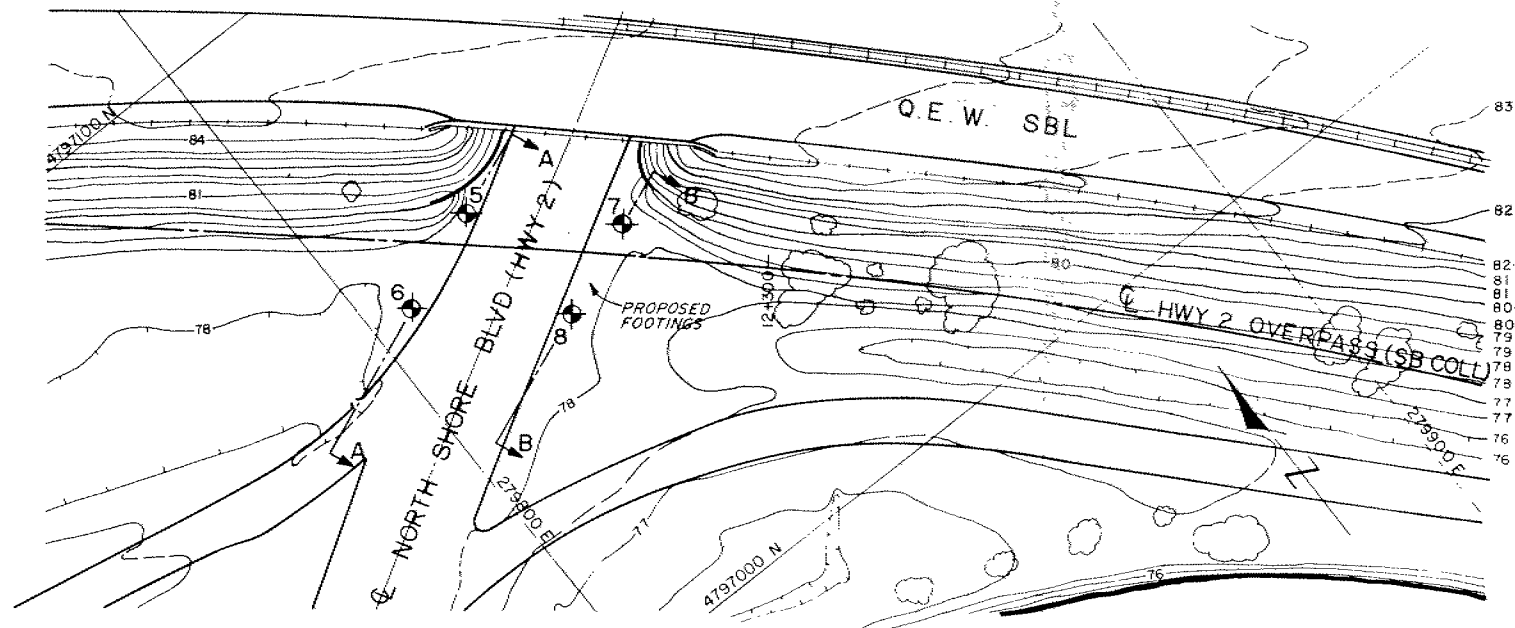 83
Q.E.W. SBL
4797100 N
84
A
81
5
7
B
82
80
82
81
81
80
80
79
79
78
78
77
77
76
76
6
78
PROPOSED
FOOTINGS
12+300
8
℄ HWY 2 OVERPASS (SB COLL)
℄ NORTH SHORE BLVD (HWY 2)
78
A
B
279800 E
279900 E
N
77
4797000 N
76